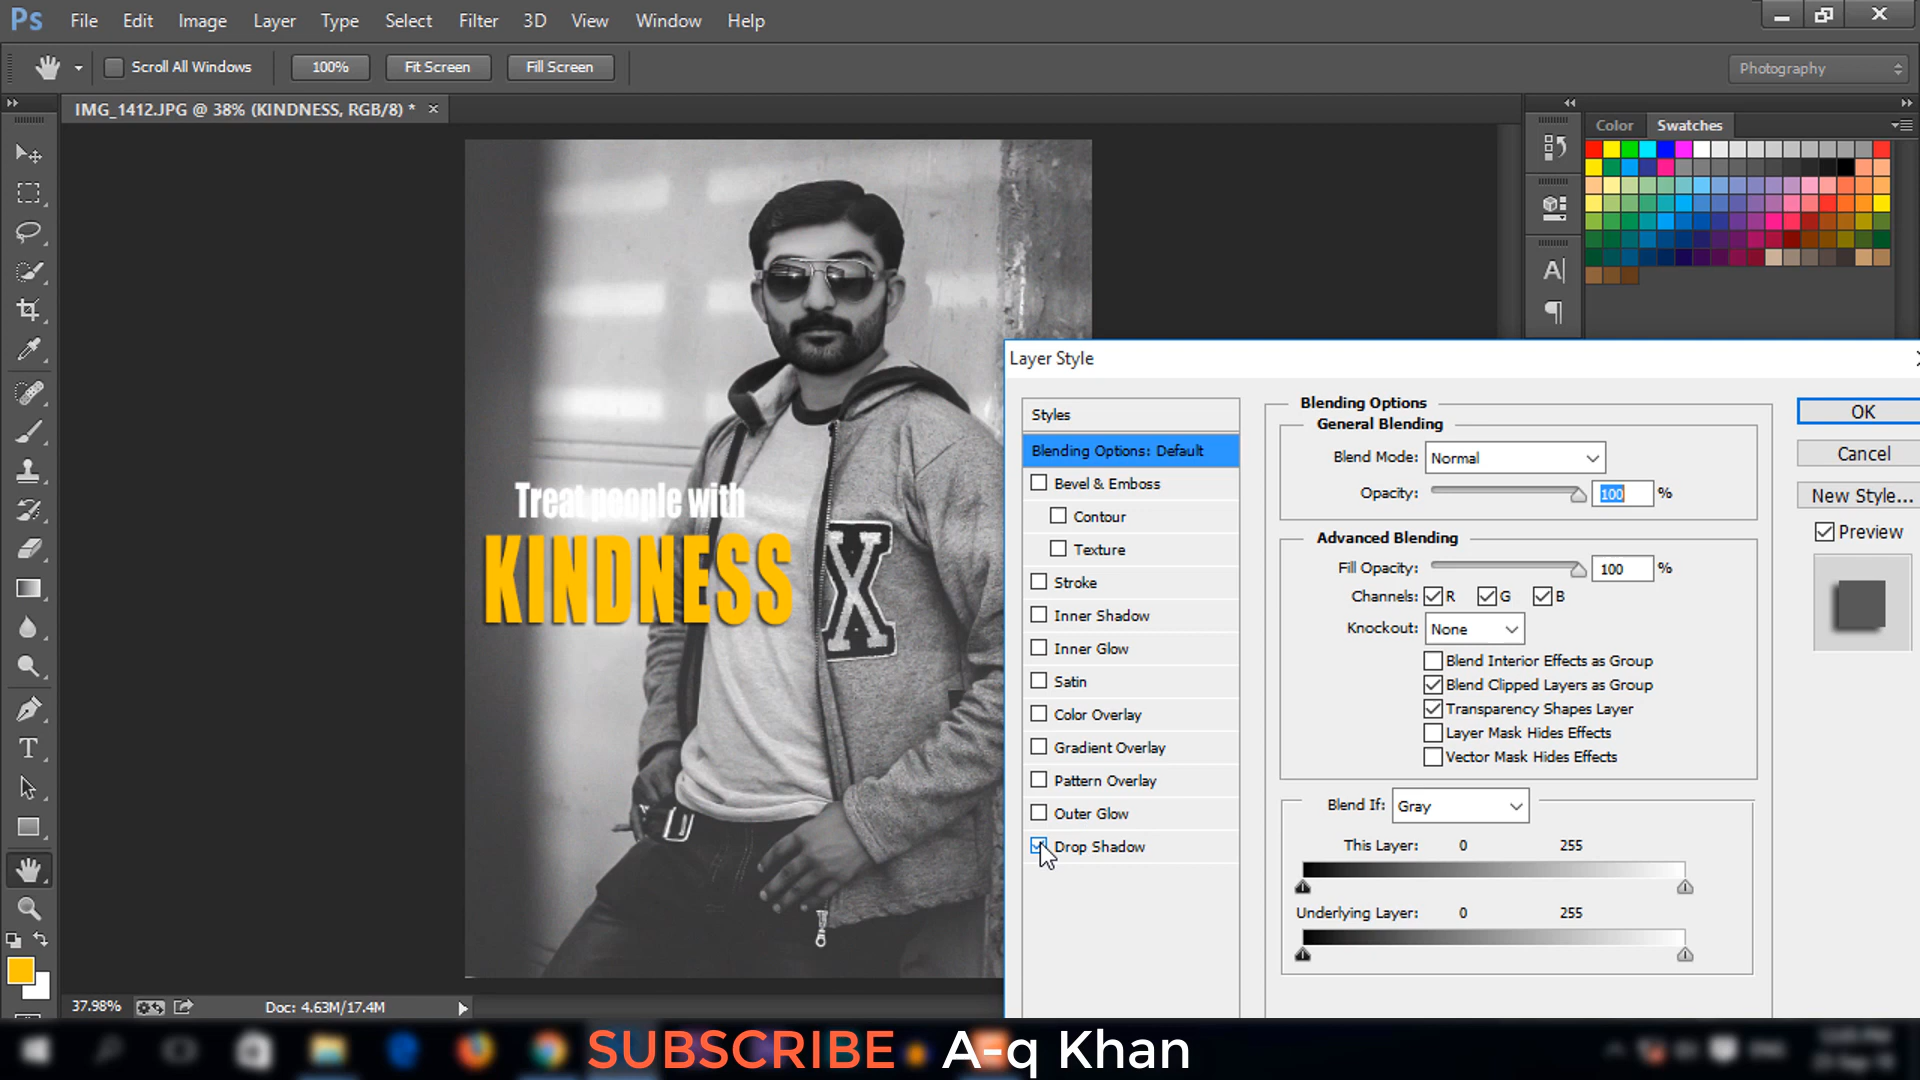 Ps File Edit Image Layer Type Select Filter 3D View Window Help
Scroll All Windows 100% Fit Screen Fill Screen Photography
IMG_1412.JPG @ 38% (KINDNESS, RGB/8) * ×
Color Swatches
Treat people with
KINDNESS
X
Layer Style
Styles
Blending Options: Default
Bevel & Emboss
Contour
Texture
Stroke
Inner Shadow
Inner Glow
Satin
Color Overlay
Gradient Overlay
Pattern Overlay
Outer Glow
Drop Shadow
Blending Options
General Blending
Blend Mode: Normal
Opacity: 100 %
Advanced Blending
Fill Opacity: 100 %
Channels: R G B
Knockout: None
Blend Interior Effects as Group
Blend Clipped Layers as Group
Transparency Shapes Layer
Layer Mask Hides Effects
Vector Mask Hides Effects
Blend If: Gray
This Layer: 0 255
Underlying Layer: 0 255
OK
Cancel
New Style...
Preview
37.98% Doc: 4.63M/17.4M
SUBSCRIBE A-q Khan